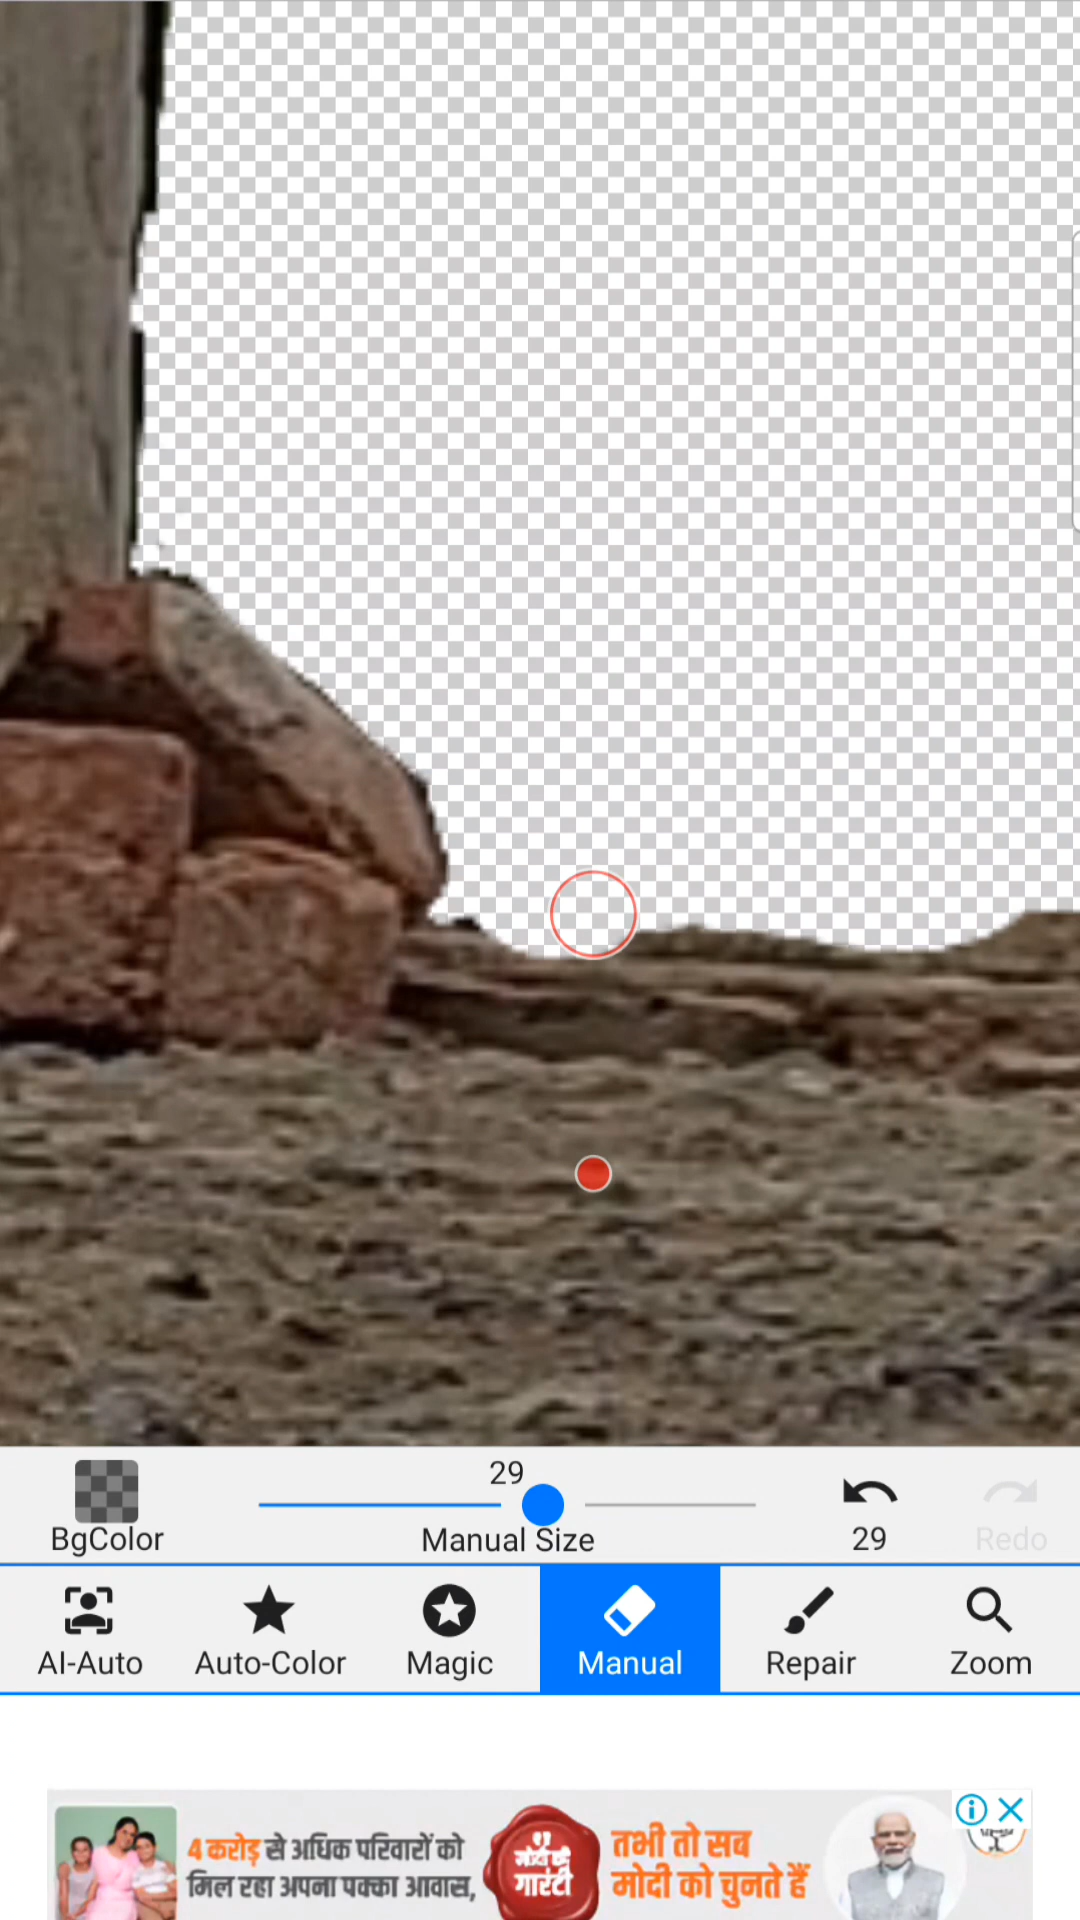 29
BgColor
Manual Size
29
Redo
AI-Auto
Auto-Color
Magic
Manual
Repair
Zoom
4 करोड़ से अधिक परिवारों को
मिल रहा अपना पक्का आवास,
मोदी की
गारंटी
तभी तो सब
मोदी को चुनते हैं